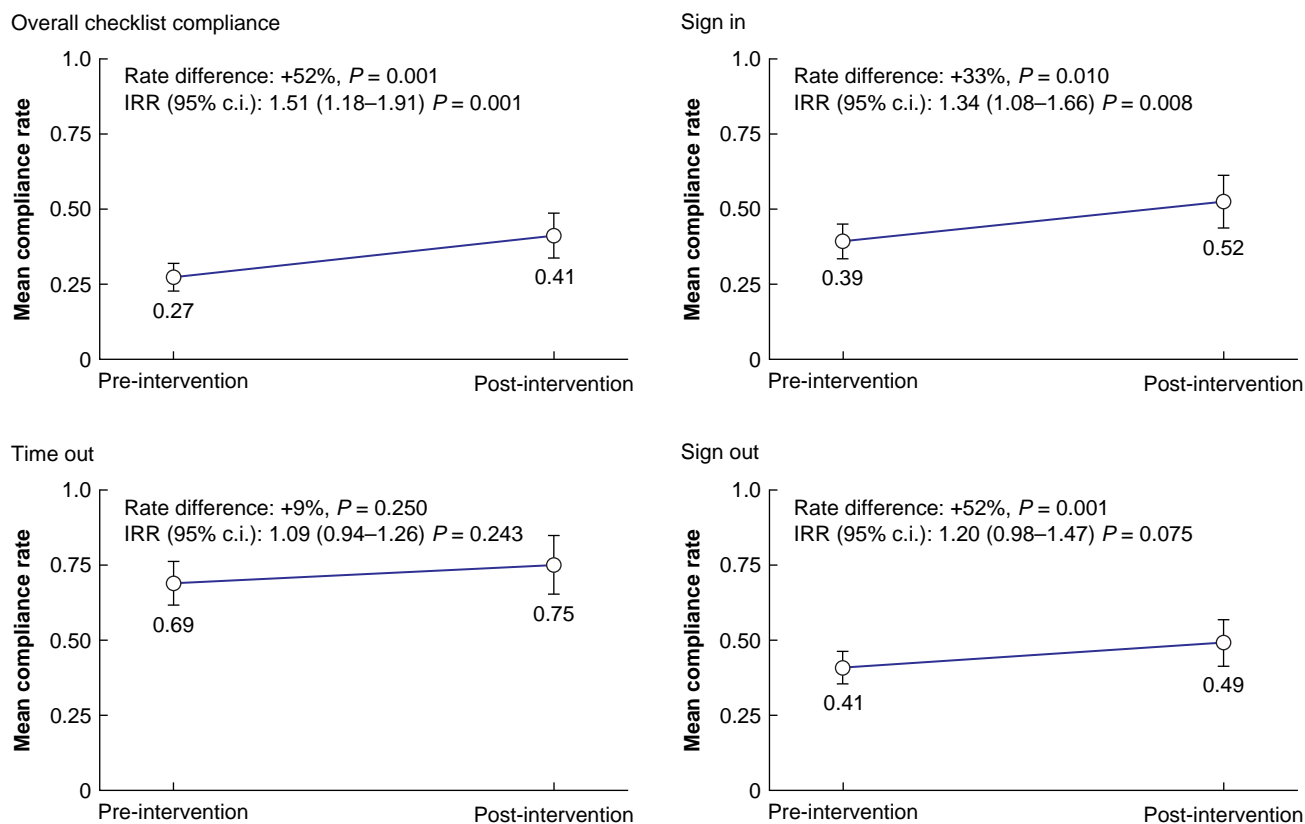 Overall checklist compliance
1.0
Rate difference: +52%, P = 0.001
IRR (95% c.i.): 1.51 (1.18–1.91) P = 0.001
0.75
Mean compliance rate
0.50
0.41
0.25
0.27
0
Pre-intervention
Post-intervention
Sign in
1.0
Rate difference: +33%, P = 0.010
IRR (95% c.i.): 1.34 (1.08–1.66) P = 0.008
0.75
Mean compliance rate
0.50
0.52
0.39
0.25
0
Pre-intervention
Post-intervention
Time out
1.0
Rate difference: +9%, P = 0.250
IRR (95% c.i.): 1.09 (0.94–1.26) P = 0.243
0.75
Mean compliance rate
0.69
0.75
0.50
0.25
0
Pre-intervention
Post-intervention
Sign out
1.0
Rate difference: +52%, P = 0.001
IRR (95% c.i.): 1.20 (0.98–1.47) P = 0.075
0.75
Mean compliance rate
0.50
0.49
0.41
0.25
0
Pre-intervention
Post-intervention